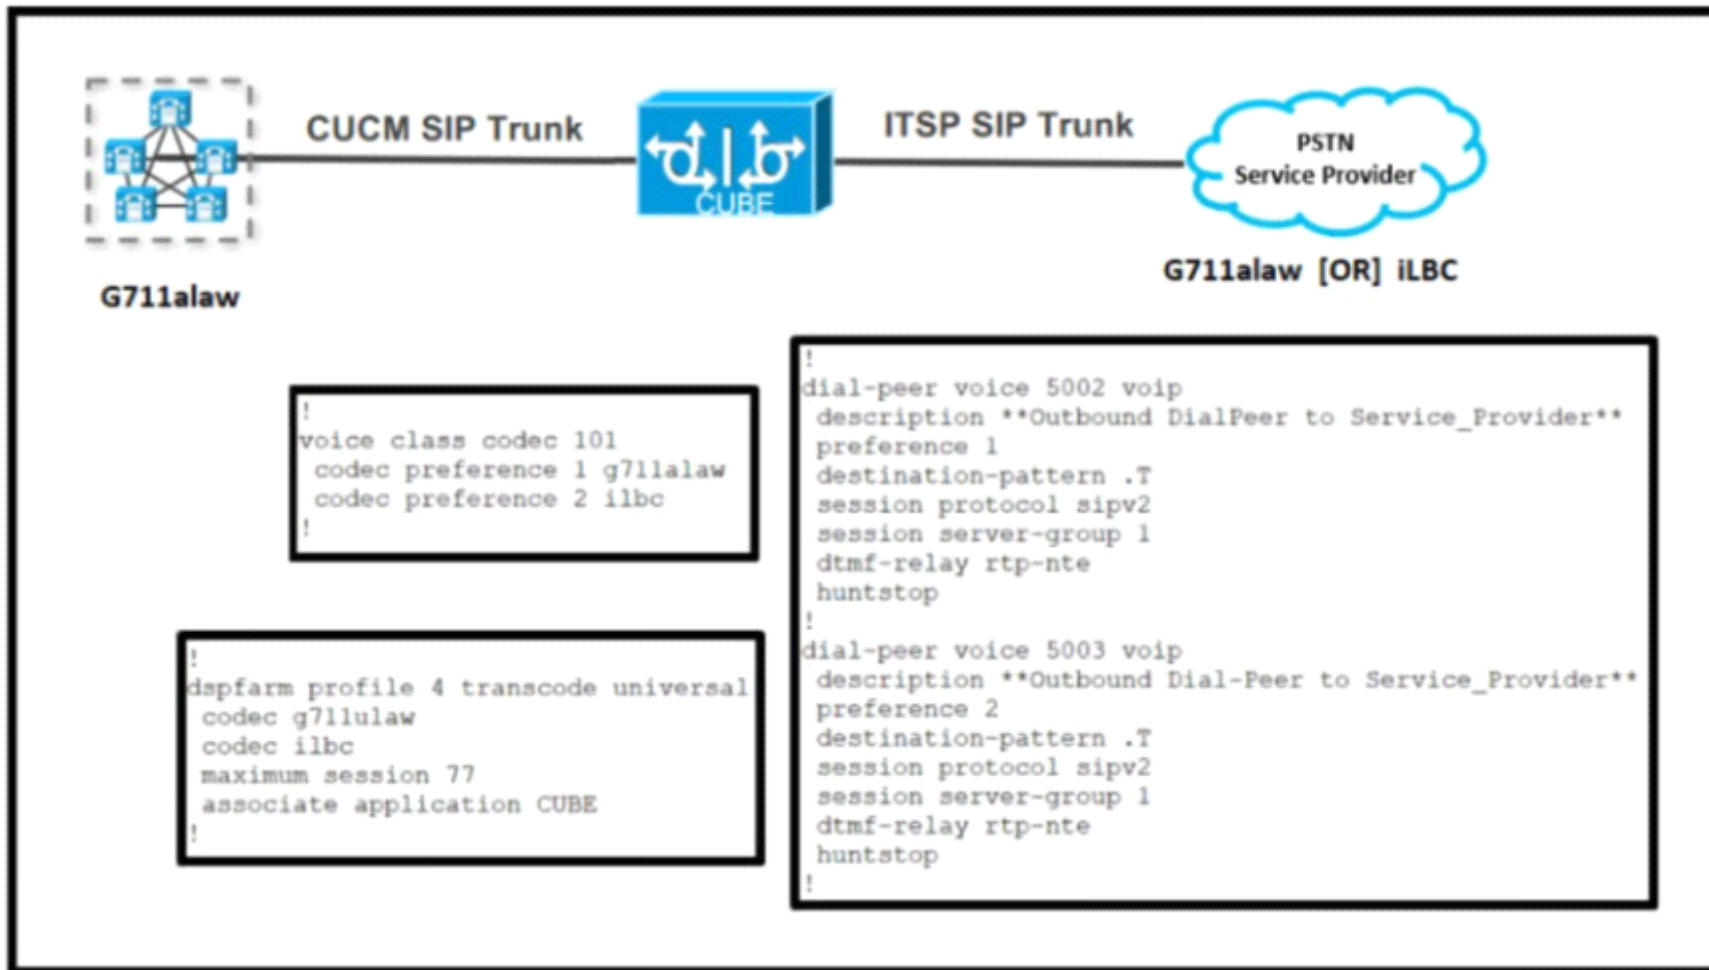 CUCM SIP Trunk
ITSP SIP Trunk
PSTN
Service Provider
CUBE
G711alaw
G711alaw [OR] iLBC
!
voice class codec 101
codec preference 1 g711alaw
codec preference 2 ilbc
!
!
dspfarm profile 4 transcode universal
codec g711ulaw
codec ilbc
maximum session 77
associate application CUBE
!
!
dial-peer voice 5002 voip
description **Outbound DialPeer to Service_Provider**
preference 1
destination-pattern .T
session protocol sipv2
session server-group 1
dtmf-relay rtp-nte
huntstop
!
dial-peer voice 5003 voip
description **Outbound Dial-Peer to Service_Provider**
preference 2
destination-pattern .T
session protocol sipv2
session server-group 1
dtmf-relay rtp-nte
huntstop
!